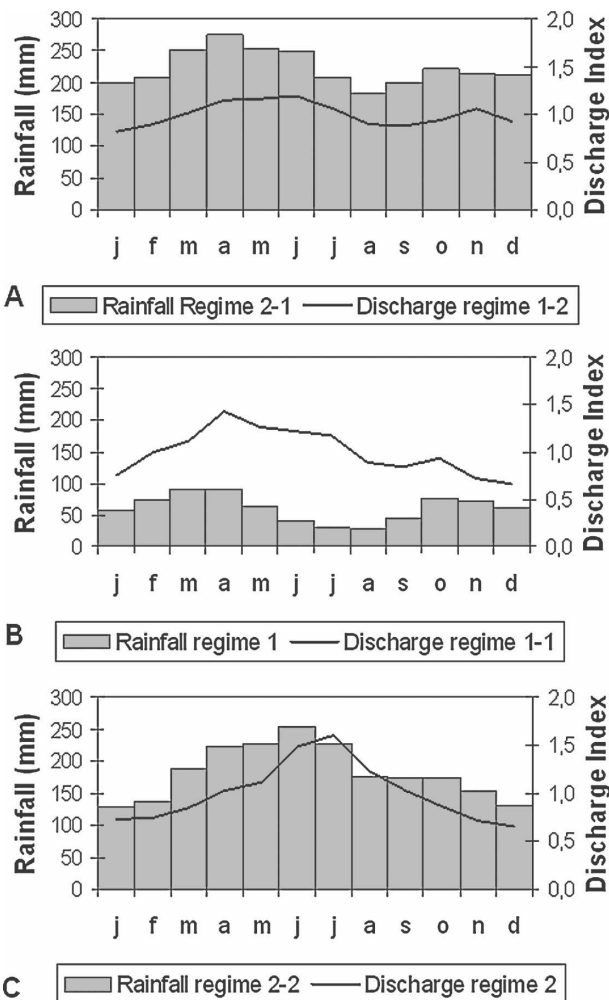 Rainfall (mm)
300
250
200
150
100
50
0
2,0
1,5
1,0
0,5
0,0
Discharge Index
j f m a m j j a s o n d
A
Rainfall Regime 2-1 Discharge regime 1-2
Rainfall (mm)
300
250
200
150
100
50
0
2,0
1,5
1,0
0,5
0,0
Discharge Index
j f m a m j j a s o n d
B
Rainfall regime 1 Discharge regime 1-1
Rainfall (mm)
300
250
200
150
100
50
0
2,0
1,5
1,0
0,5
0,0
Discharge Index
j f m a m j j a s o n d
C
Rainfall regime 2-2 Discharge regime 2